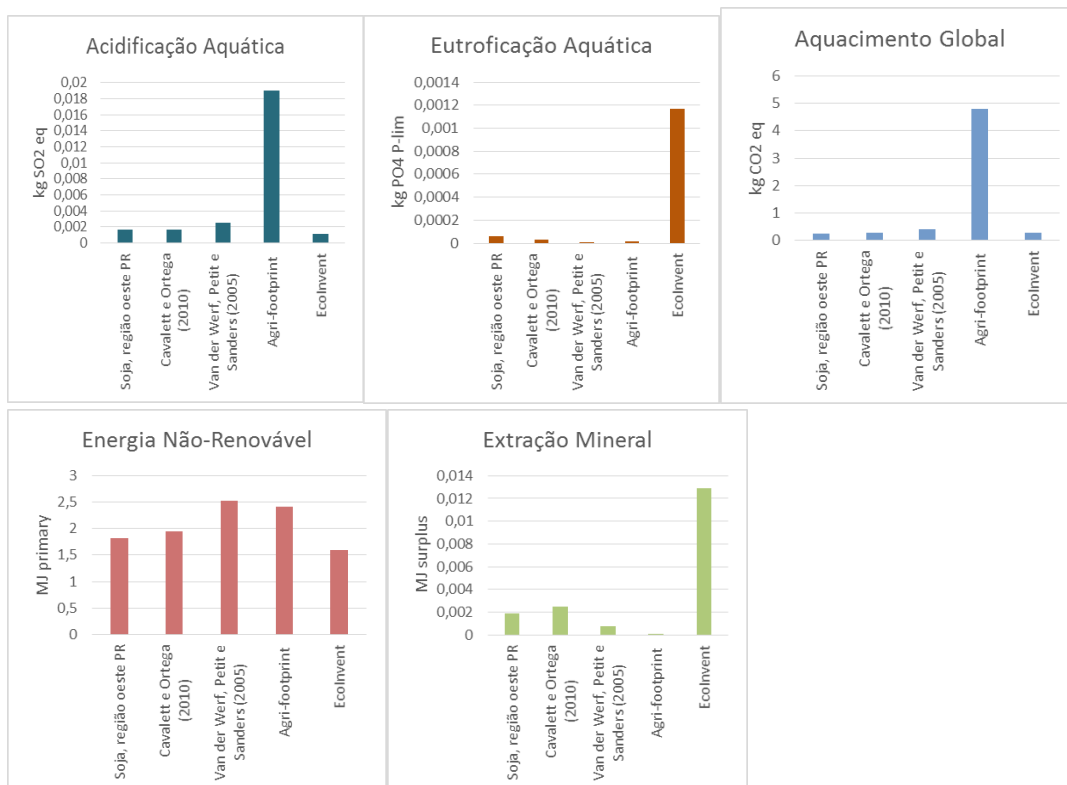 Acidificação Aquática
kg SO2 eq
0,02
0,018
0,016
0,014
0,012
0,01
0,008
0,006
0,004
0,002
0
Soja, região oeste PR
Cavalett e Ortega
(2010)
Van der Werf, Petit e
Sanders (2005)
Agri-footprint
EcoInvent
Eutroficação Aquática
kg PO4 P-lim
0,0014
0,0012
0,001
0,0008
0,0006
0,0004
0,0002
0
Soja, região oeste PR
Cavalett e Ortega
(2010)
Van der Werf, Petit e
Sanders (2005)
Agri-footprint
EcoInvent
Aquacimento Global
kg CO2 eq
6
5
4
3
2
1
0
Soja, região oeste PR
Cavalett e Ortega
(2010)
Van der Werf, Petit e
Sanders (2005)
Agri-footprint
EcoInvent
Energia Não-Renovável
MJ primary
3
2,5
2
1,5
1
0,5
0
Soja, região oeste PR
Cavalett e Ortega
(2010)
Van der Werf, Petit e
Sanders (2005)
Agri-footprint
EcoInvent
Extração Mineral
MJ surplus
0,014
0,012
0,01
0,008
0,006
0,004
0,002
0
Soja, região oeste PR
Cavalett e Ortega
(2010)
Van der Werf, Petit e
Sanders (2005)
Agri-footprint
EcoInvent